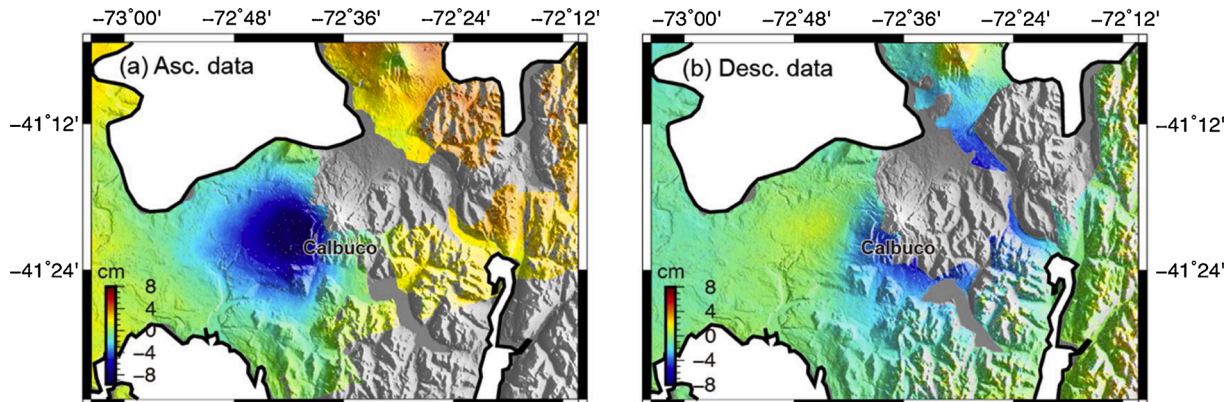 −73˚00' −72˚48' −72˚36' −72˚24' −72˚12' −73˚00' −72˚48' −72˚36' −72˚24' −72˚12'
(a) Asc. data (b) Desc. data
−41˚12' −41˚12'
Calbuco Calbuco
−41˚24' −41˚24'
cm cm
8 8
4 4
0 0
−4 −4
−8 −8